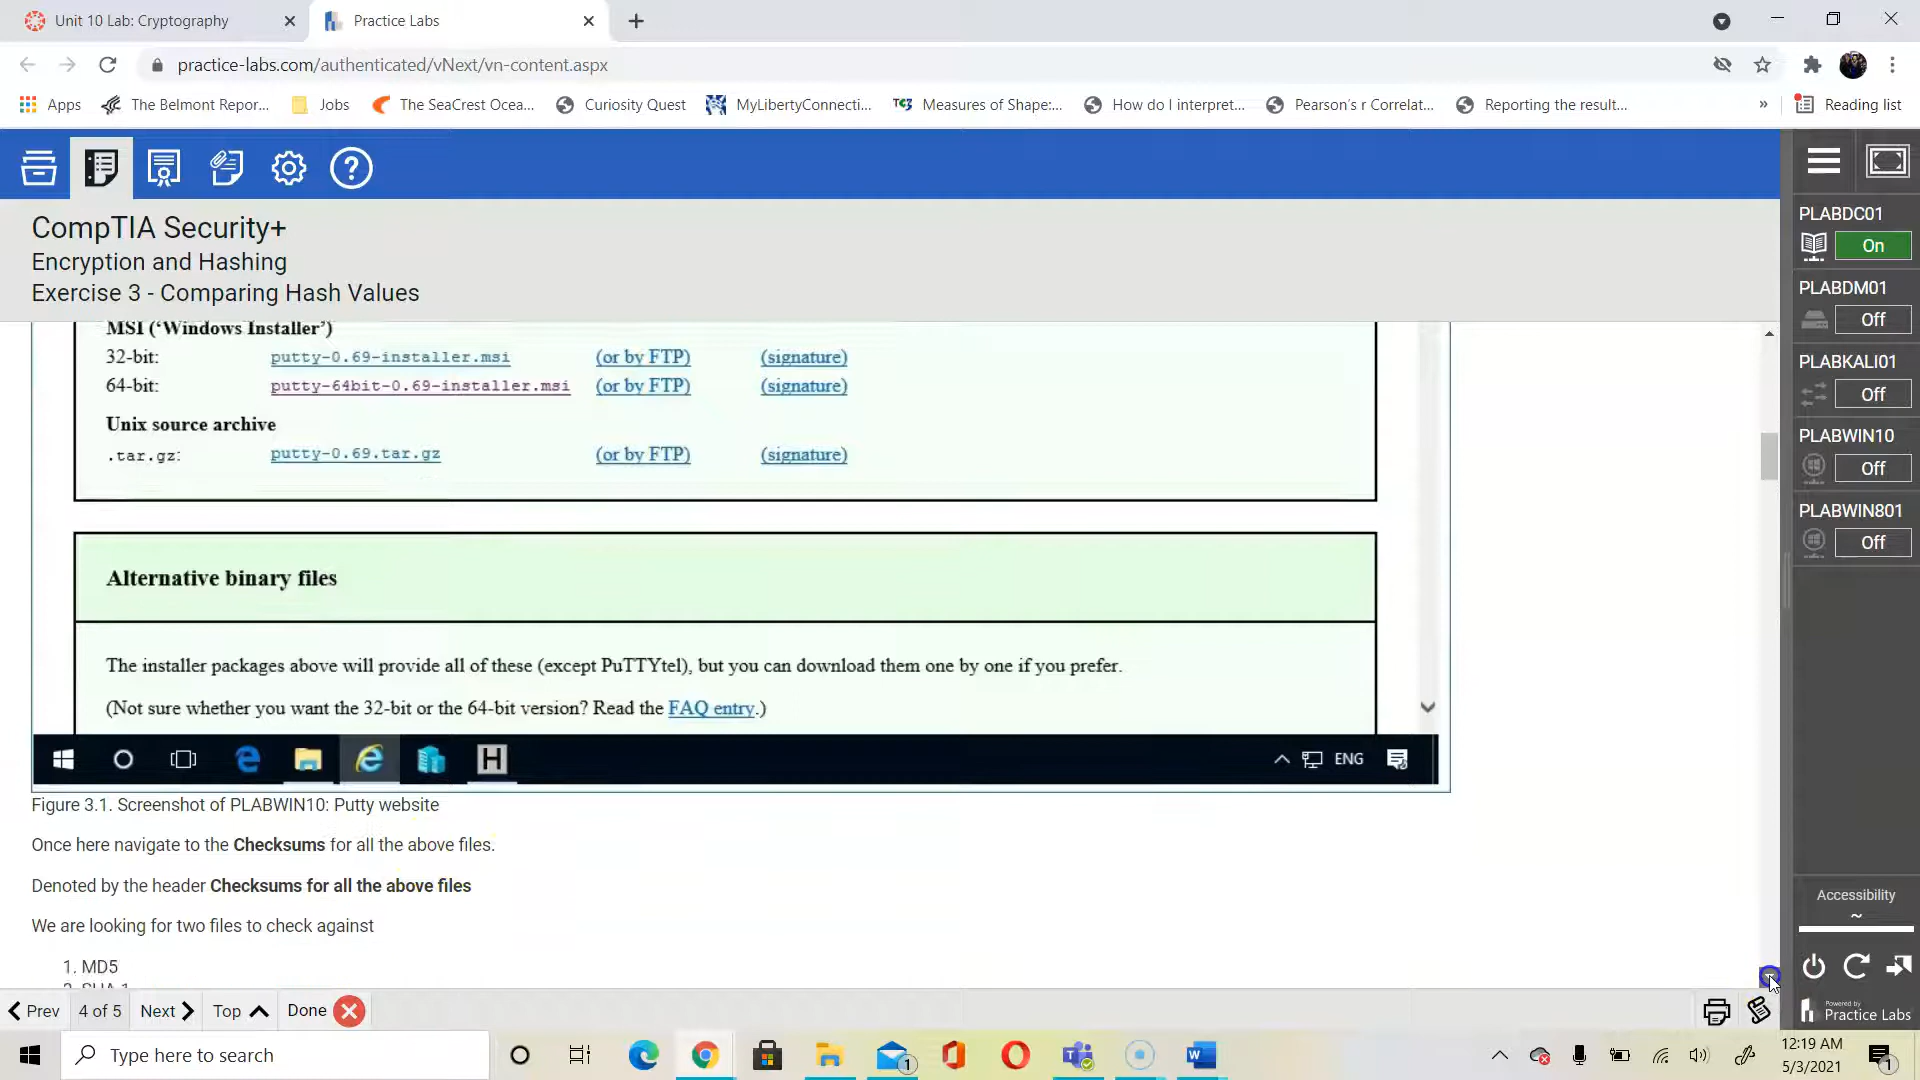 Unit 10 Lab: Cryptography
Practice Labs
practice-labs.com/authenticated/vNext/vn-content.aspx
Apps
The Belmont Repor...
Jobs
The SeaCrest Ocea...
Curiosity Quest
MyLibertyConnecti...
TC3
Measures of Shape:...
How do I interpret...
Pearson's r Correlat...
Reporting the result...
»
Reading list
CompTIA Security+
Encryption and Hashing
Exercise 3 - Comparing Hash Values
MSI (‘Windows Installer’)
32-bit: putty-0.69-installer.msi (or by FTP) (signature)
64-bit: putty-64bit-0.69-installer.msi (or by FTP) (signature)
Unix source archive
.tar.gz: putty-0.69.tar.gz (or by FTP) (signature)
Alternative binary files
The installer packages above will provide all of these (except PuTTYtel), but you can download them one by one if you prefer.
(Not sure whether you want the 32-bit or the 64-bit version? Read the FAQ entry.)
H
ENG
Figure 3.1. Screenshot of PLABWIN10: Putty website
Once here navigate to the Checksums for all the above files.
Denoted by the header Checksums for all the above files
We are looking for two files to check against
1. MD5
2. SHA 1
Prev
4 of 5
Next
Top
Done
PLABDC01
On
PLABDM01
Off
PLABKALI01
Off
PLABWIN10
Off
PLABWIN801
Off
Accessibility
Powered by
Practice Labs
Type here to search
1
W
12:19 AM
5/3/2021
1